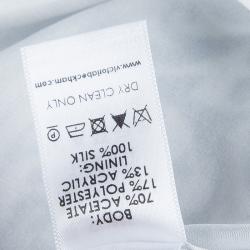 BODY:
70% ACETATE
17% POLYESTER
13% ACRYLIC
LINING:
100% SILK
P
DRY CLEAN ONLY
www.victoriabeckham.com